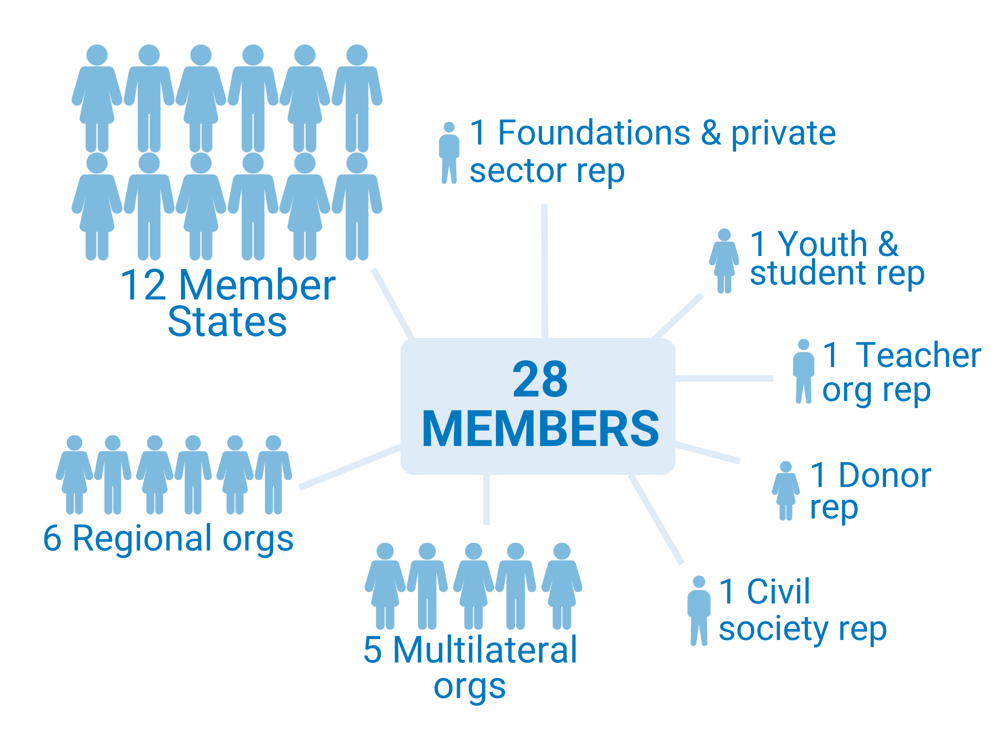 1 Foundations & private
sector rep
1 Youth &
student rep
12 Member
States
1 Teacher
org rep
28
MEMBERS
1 Donor
rep
6 Regional orgs
1 Civil
society rep
5 Multilateral
orgs